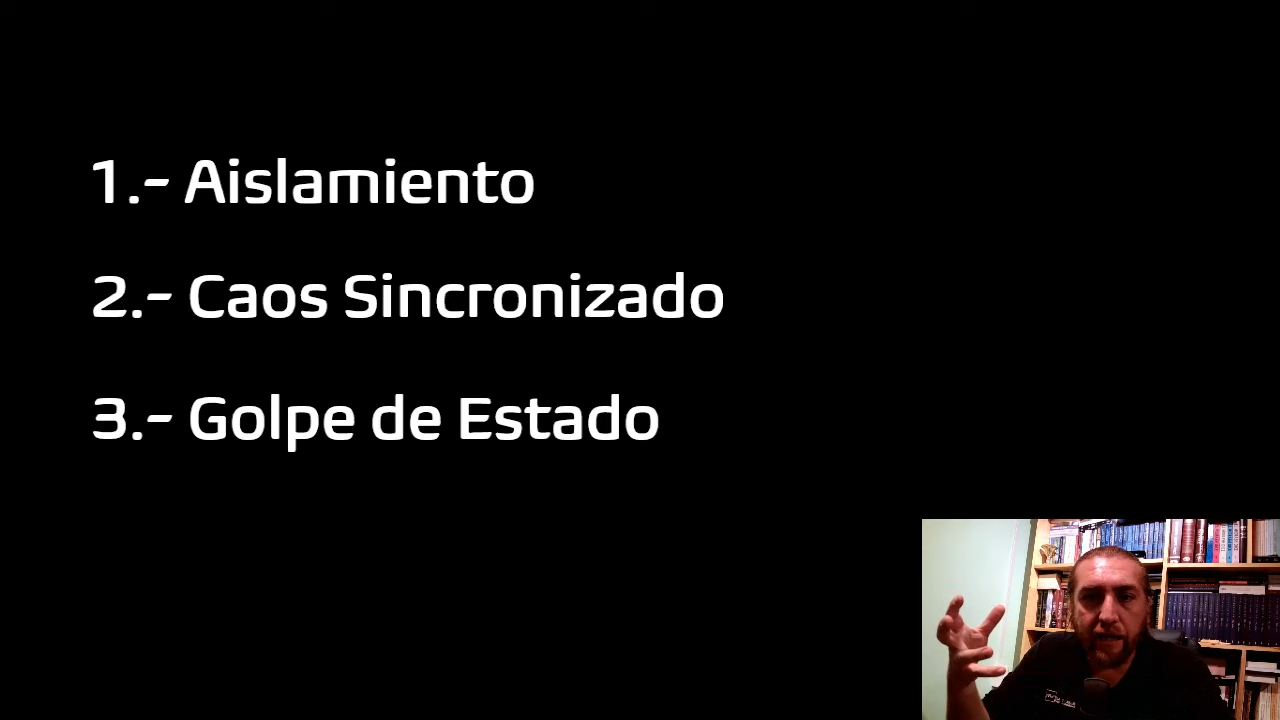 1.- Aislamiento
2.- Caos Sincronizado
3.- Golpe de Estado